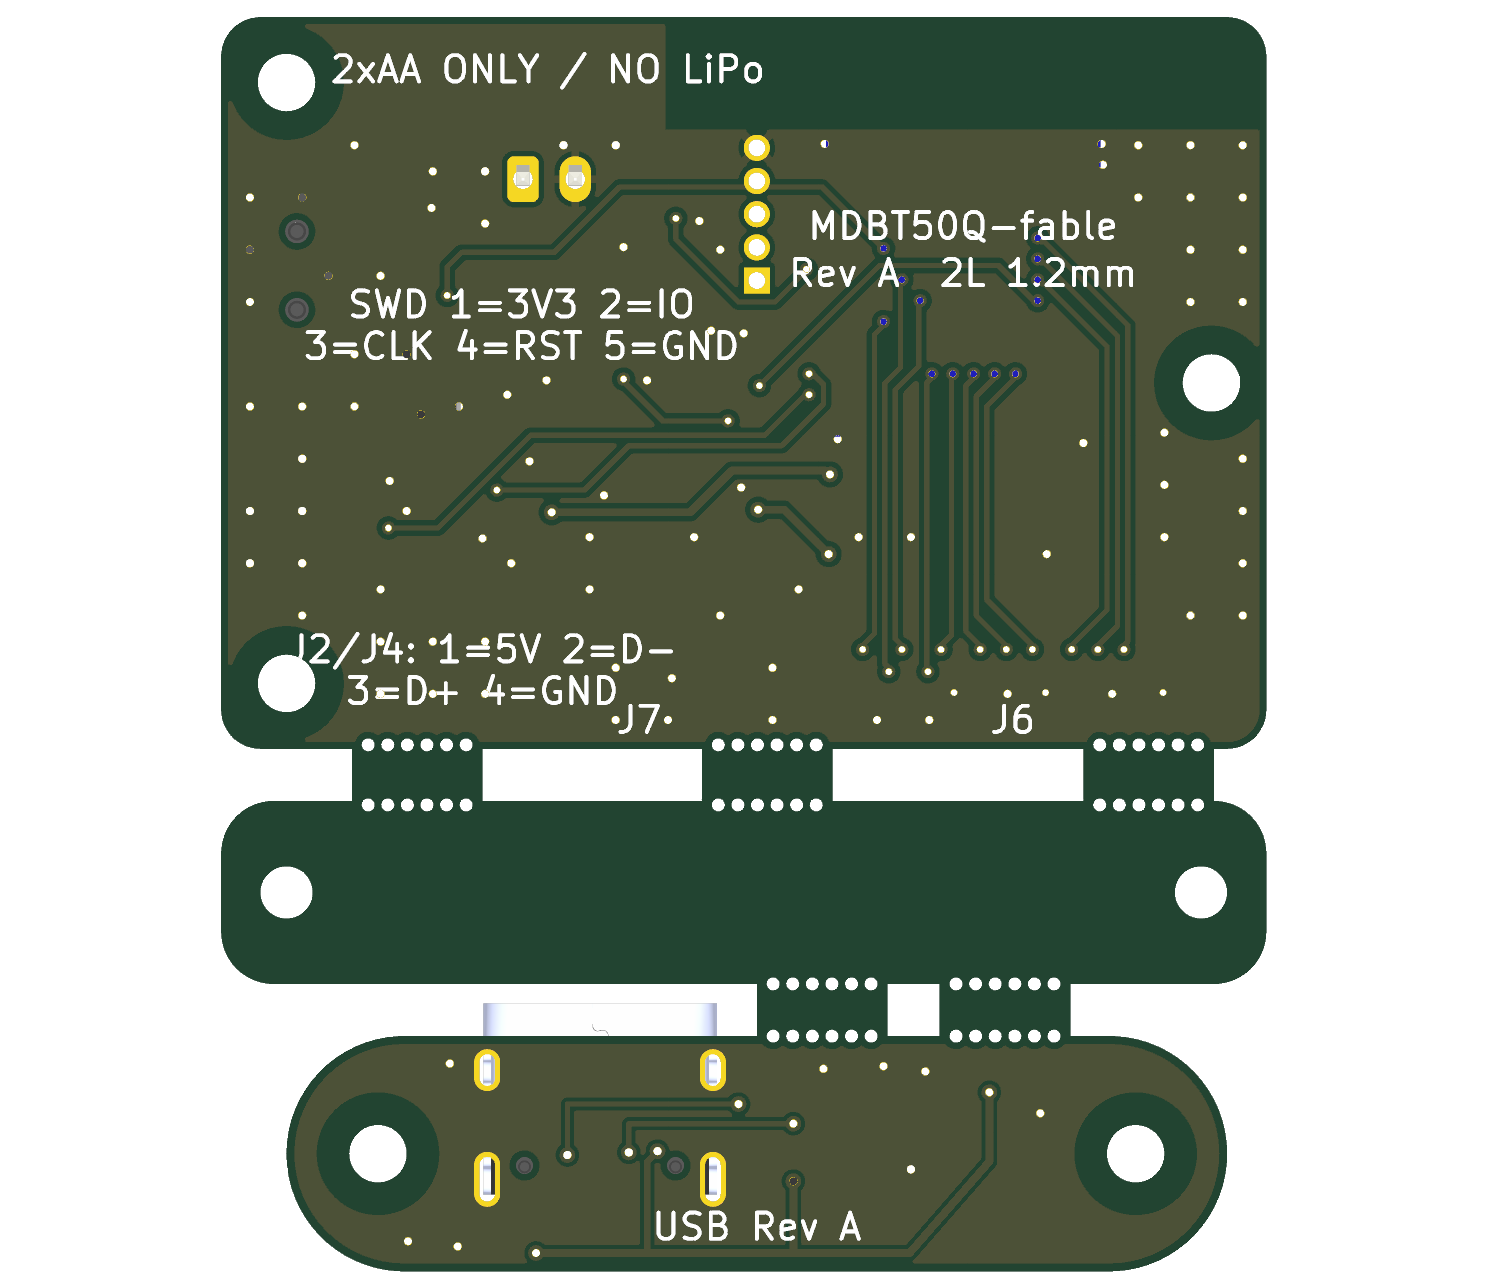 2xAA ONLY / NO LiPo
MDBT50Q-fable
Rev A  2L 1.2mm
SWD 1=3V3 2=IO
3=CLK 4=RST 5=GND
J2/J4: 1=5V 2=D-
3=D+ 4=GND
J7
J6
USB Rev A